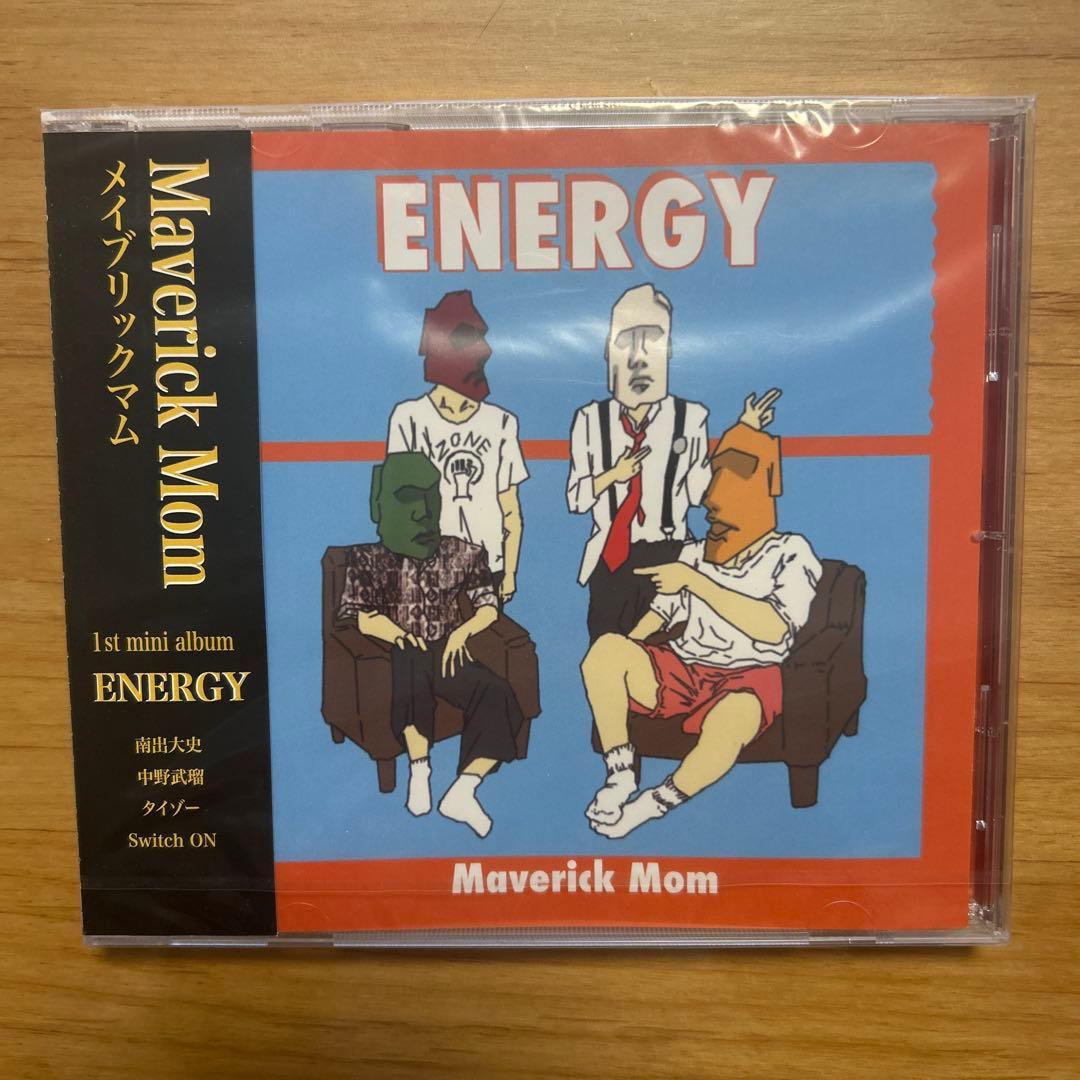 Maverick Mom
メイブリックマム
1st mini album
ENERGY
南出大史
中野武瑠
タイゾー
Switch ON
ENERGY
ZONE
Maverick Mom